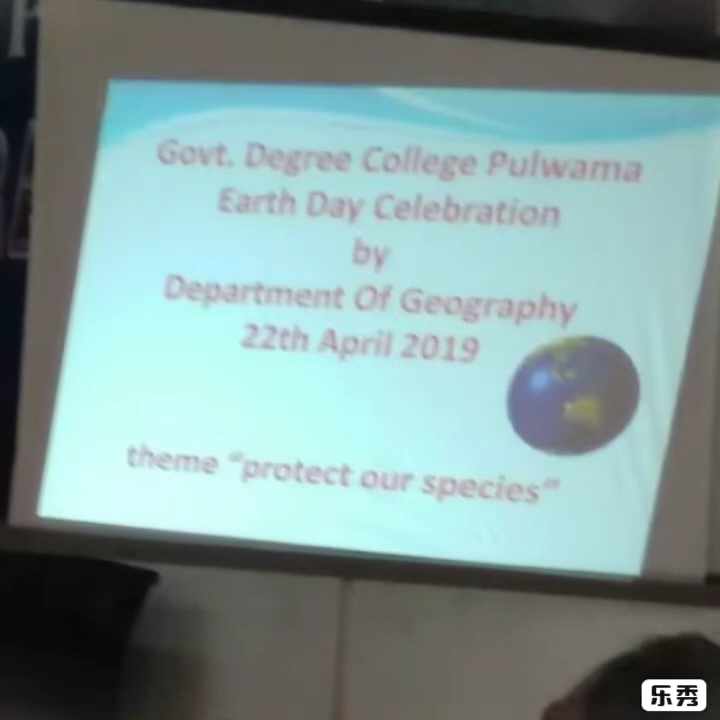 Govt. Degree College Pulwama
Earth Day Celebration
by
Department Of Geography
22th April 2019
theme "protect our species"
乐秀